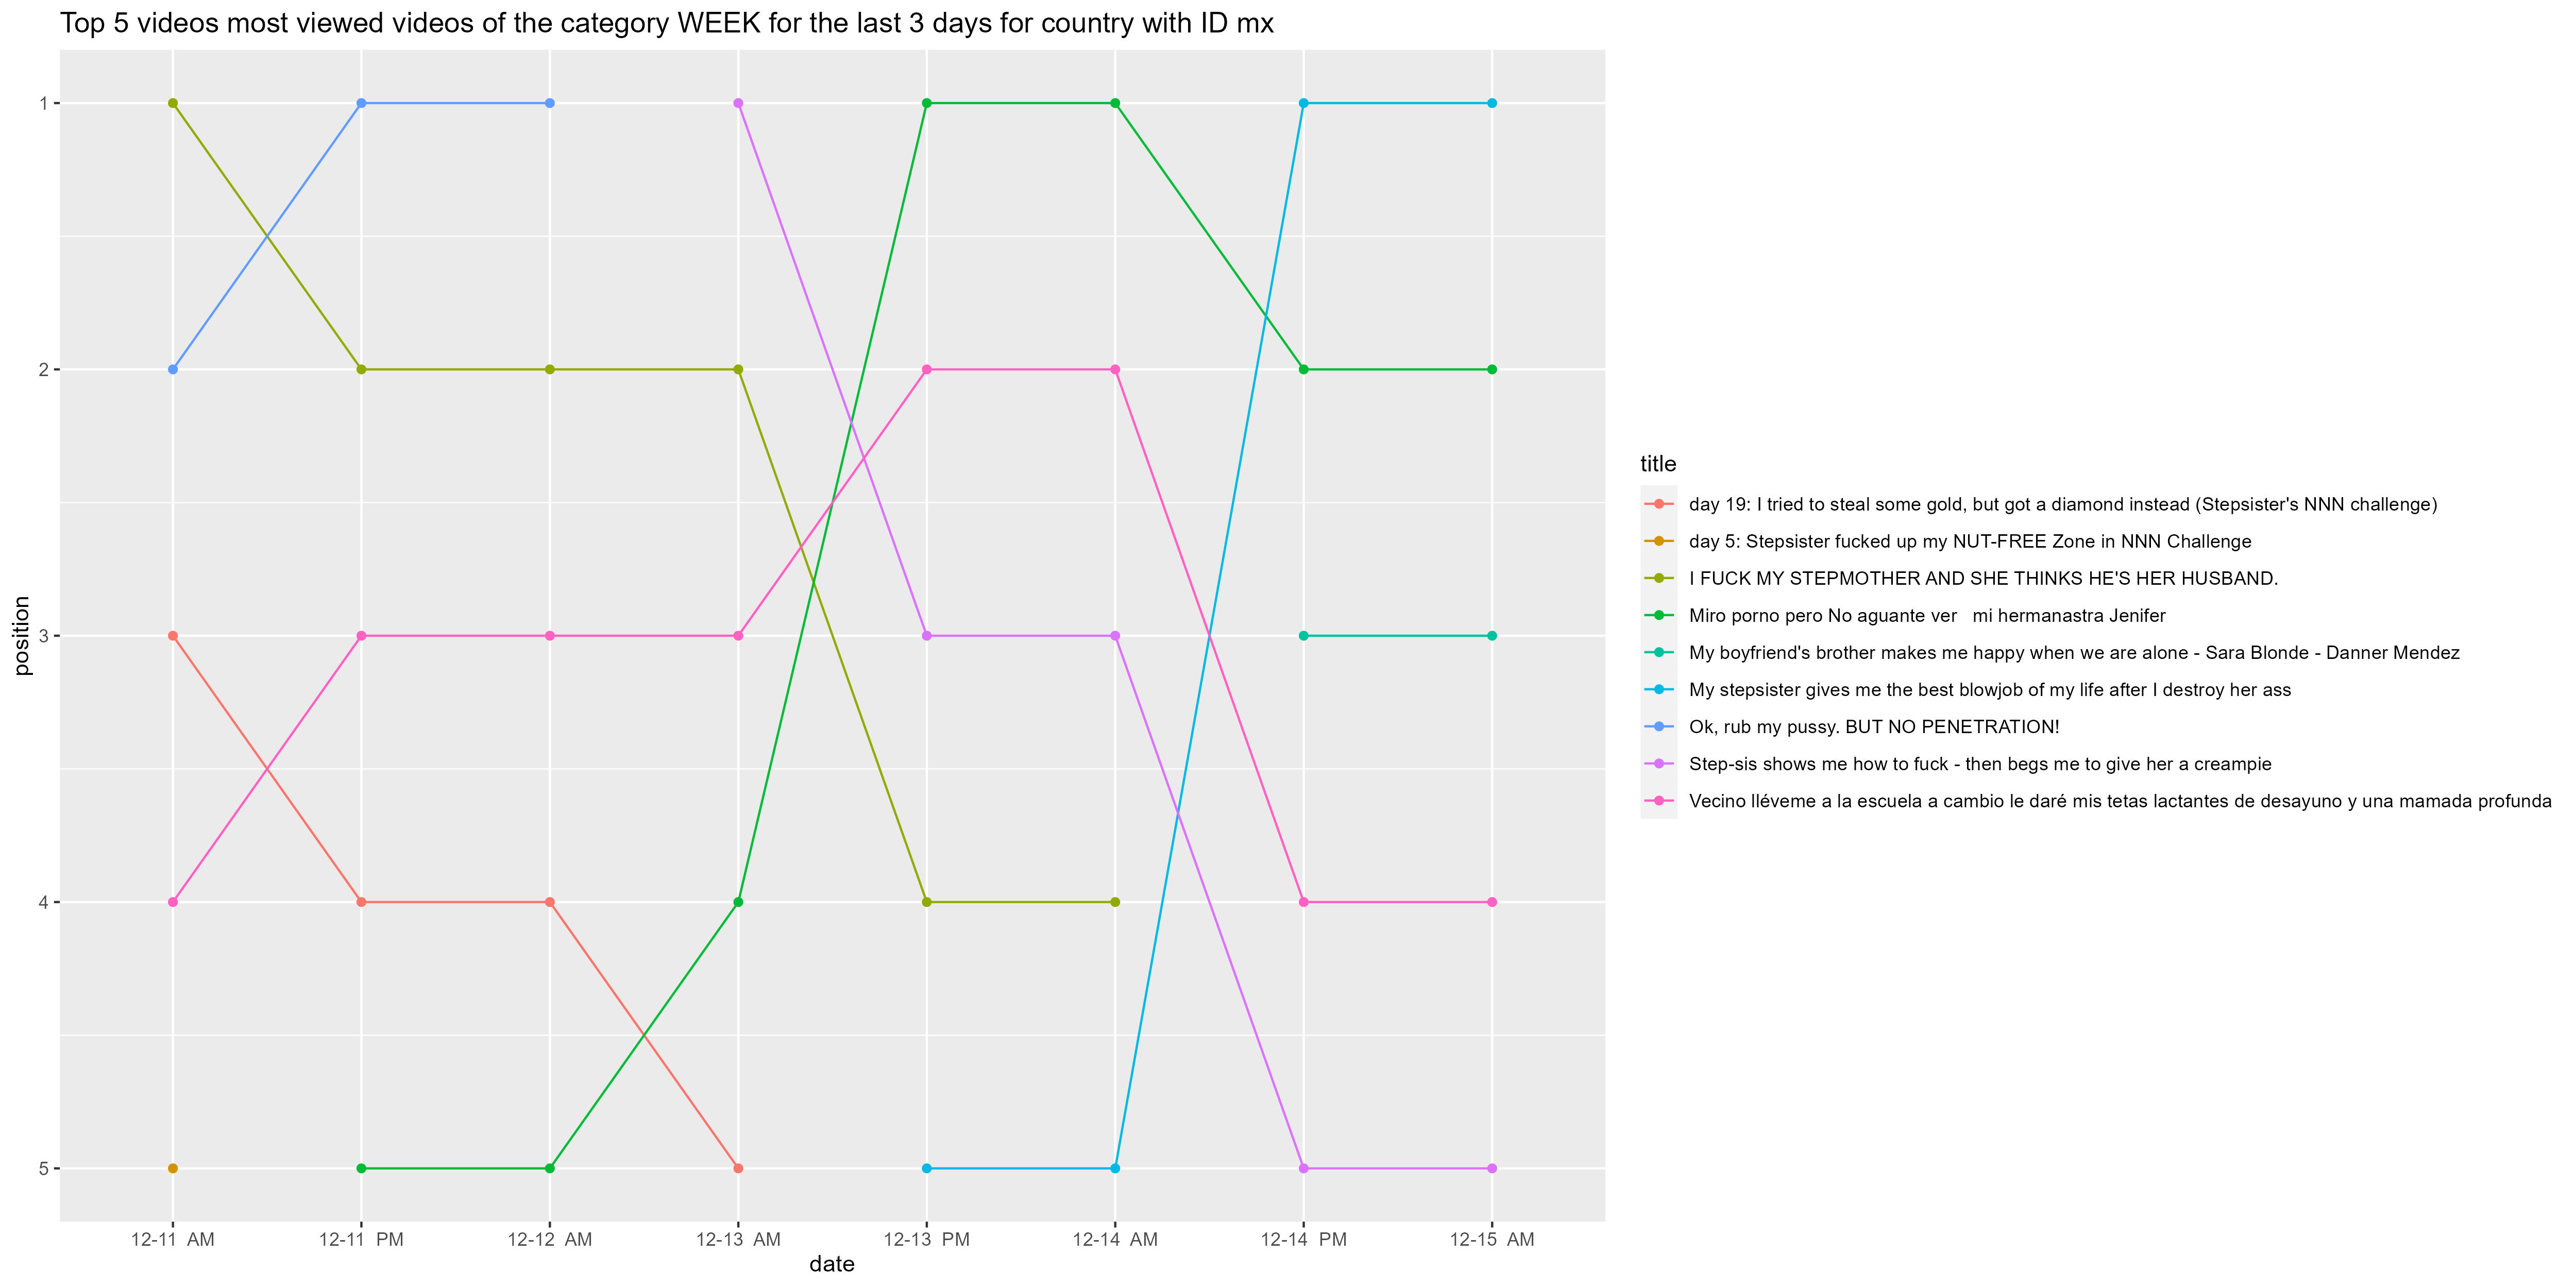 Top 5 videos most viewed videos of the category WEEK for the last 3 days for country with ID mx
position
1
2
3
4
5
12-11 AM
12-11 PM
12-12 AM
12-13 AM
12-13 PM
12-14 AM
12-14 PM
12-15 AM
date
title
day 19: I tried to steal some gold, but got a diamond instead (Stepsister's NNN challenge)
day 5: Stepsister fucked up my NUT-FREE Zone in NNN Challenge
I FUCK MY STEPMOTHER AND SHE THINKS HE'S HER HUSBAND.
Miro porno pero No aguante ver mi hermanastra Jenifer
My boyfriend's brother makes me happy when we are alone - Sara Blonde - Danner Mendez
My stepsister gives me the best blowjob of my life after I destroy her ass
Ok, rub my pussy. BUT NO PENETRATION!
Step-sis shows me how to fuck - then begs me to give her a creampie
Vecino lléveme a la escuela a cambio le daré mis tetas lactantes de desayuno y una mamada profunda